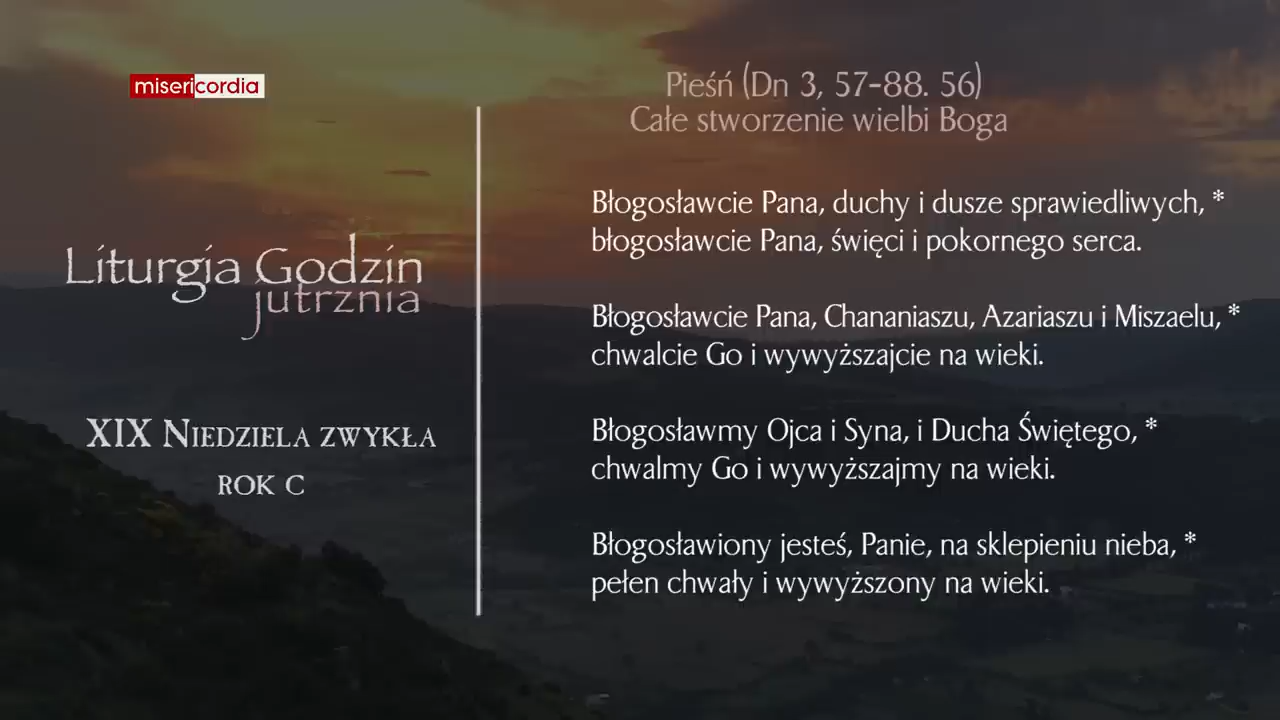 misericordia
Liturgia Godzin
jutrznia
XIX NIEDZIELA ZWYKŁA
ROK C
Pieśń (Dn 3, 57-88. 56)
Całe stworzenie wielbi Boga
Błogosławcie Pana, duchy i dusze sprawiedliwych, *
błogosławcie Pana, święci i pokornego serca.
Błogosławcie Pana, Chananiaszu, Azariaszu i Miszaelu, *
chwalcie Go i wywyższajcie na wieki.
Błogosławmy Ojca i Syna, i Ducha Świętego, *
chwalmy Go i wywyższajmy na wieki.
Błogosławiony jesteś, Panie, na sklepieniu nieba, *
pełen chwały i wywyższony na wieki.